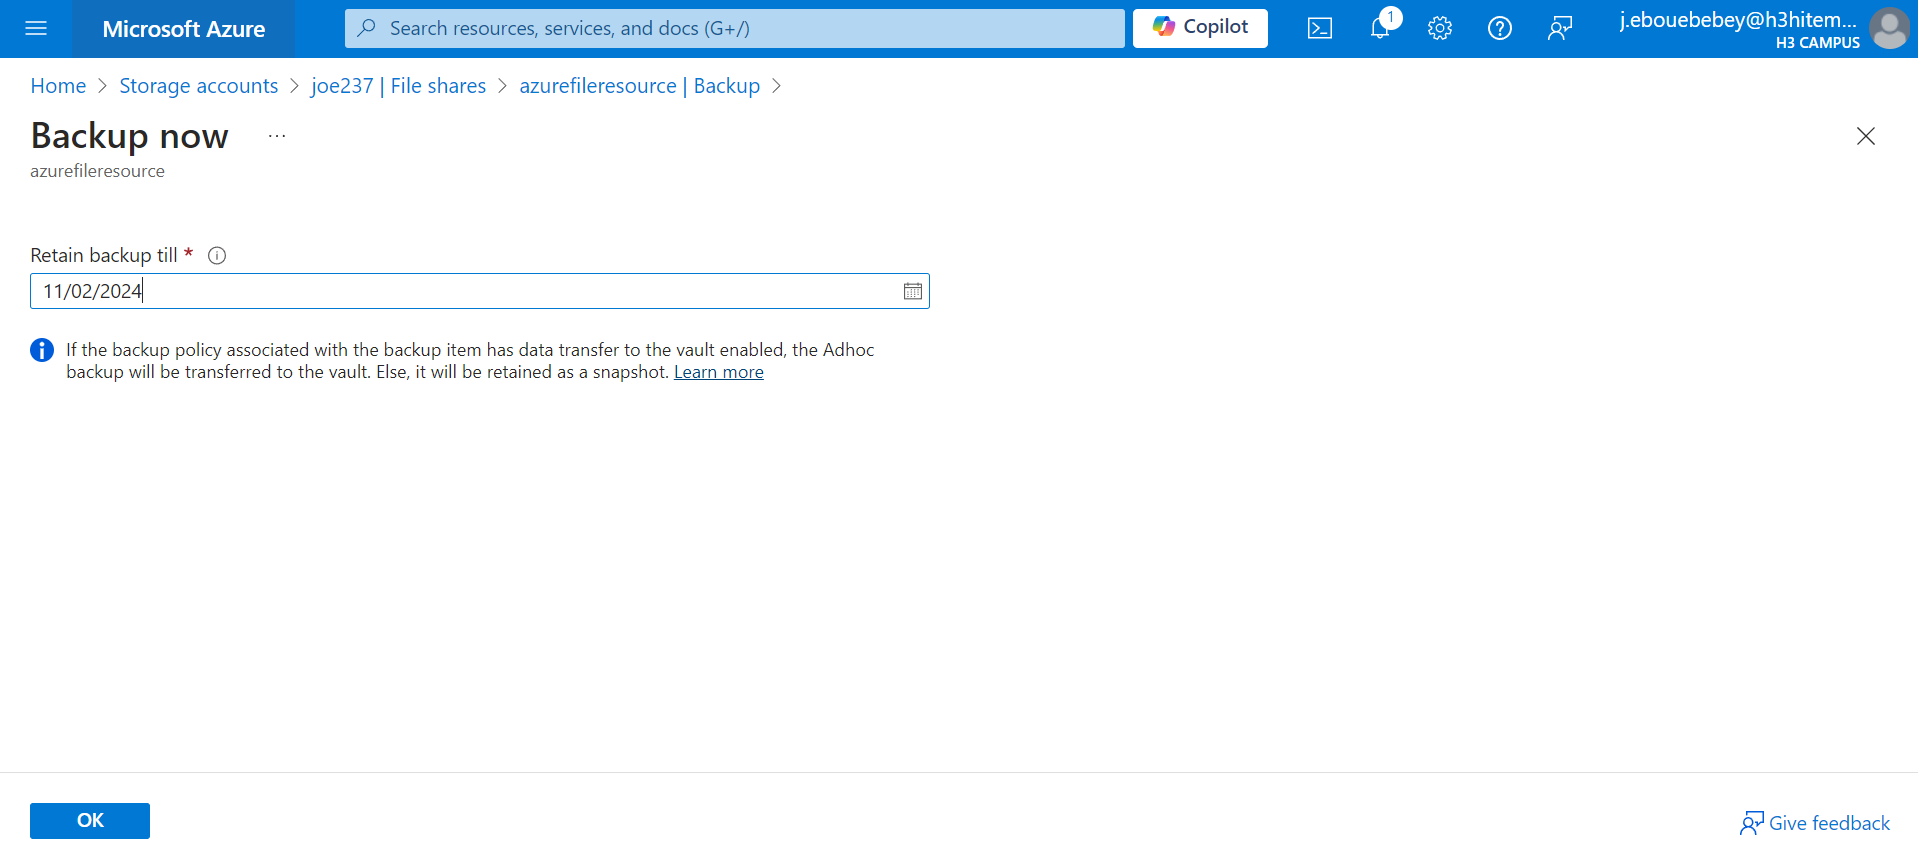 Microsoft Azure
Search resources, services, and docs (G+/)
Copilot
1
j.ebouebebey@h3hitem...
H3 CAMPUS
Home > Storage accounts > joe237 | File shares > azurefileresource | Backup >
Backup now ...
azurefileresource
Retain backup till *
11/02/2024
If the backup policy associated with the backup item has data transfer to the vault enabled, the Adhoc
backup will be transferred to the vault. Else, it will be retained as a snapshot. Learn more
OK
Give feedback